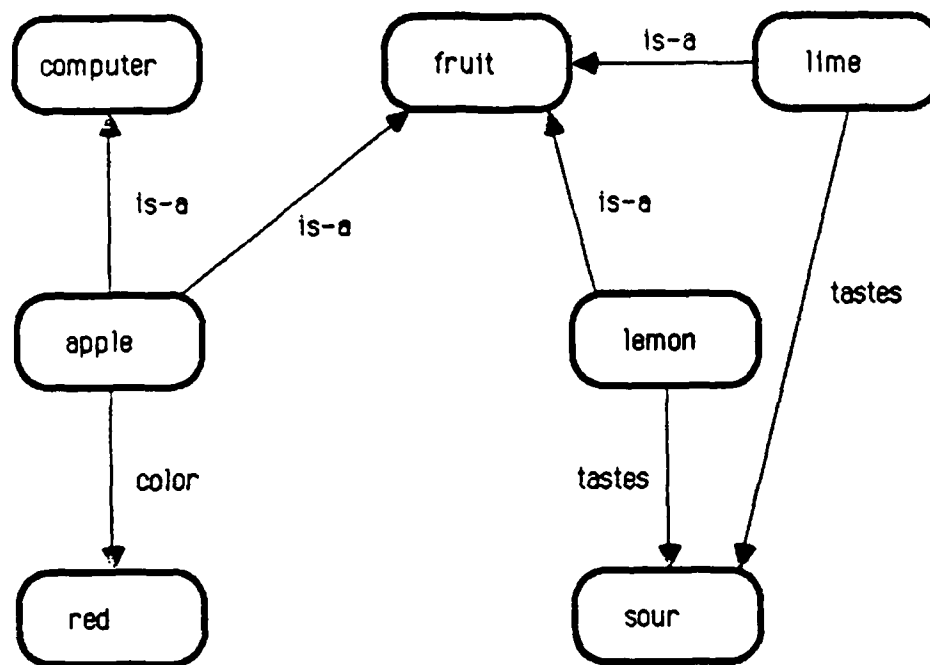 computer
fruit
is-a
lime
is-a
is-a
is-a
tastes
apple
lemon
color
tastes
red
sour